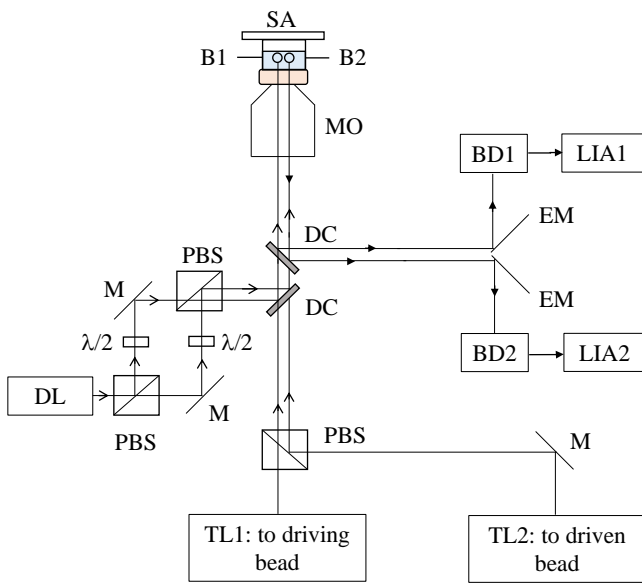 SA
B1
B2
MO
BD1
LIA1
EM
DC
PBS
M
DC
EM
λ/2
λ/2
BD2
LIA2
DL
M
PBS
PBS
M
TL1: to driving
bead
TL2: to driven
bead